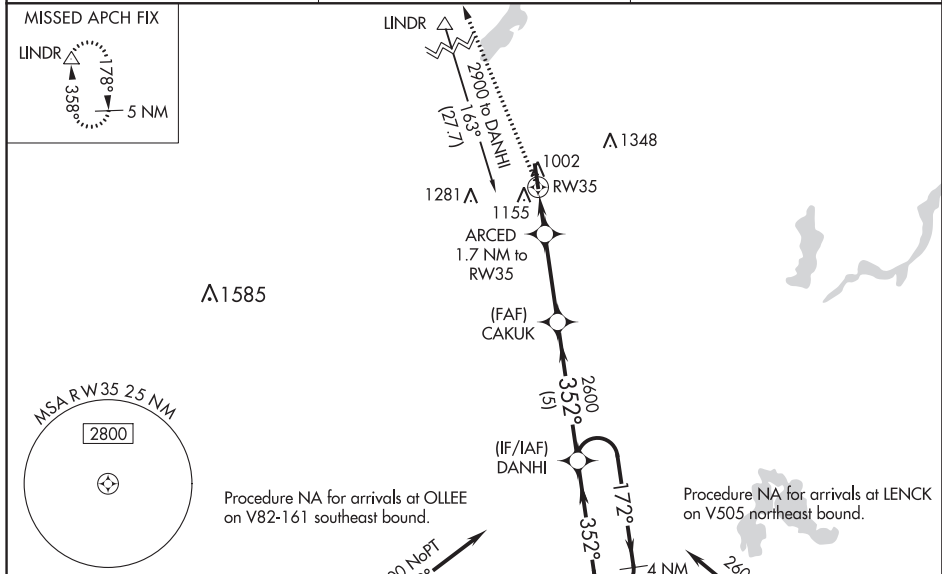 MISSED APCH FIX
LINDR
178°
358°
5 NM
LINDR
2900 to DANHI
163°
(27.7)
1348
1002
RW35
1281
1155
ARCED
1.7 NM to
RW35
1585
(FAF)
CAKUK
2600
352°
(5)
MSA RW35 25 NM
2800
(IF/IAF)
DANHI
172°
352°
4 NM
Procedure NA for arrivals at OLLEE
on V82-161 southeast bound.
Procedure NA for arrivals at LENCK
on V505 northeast bound.
NoPT